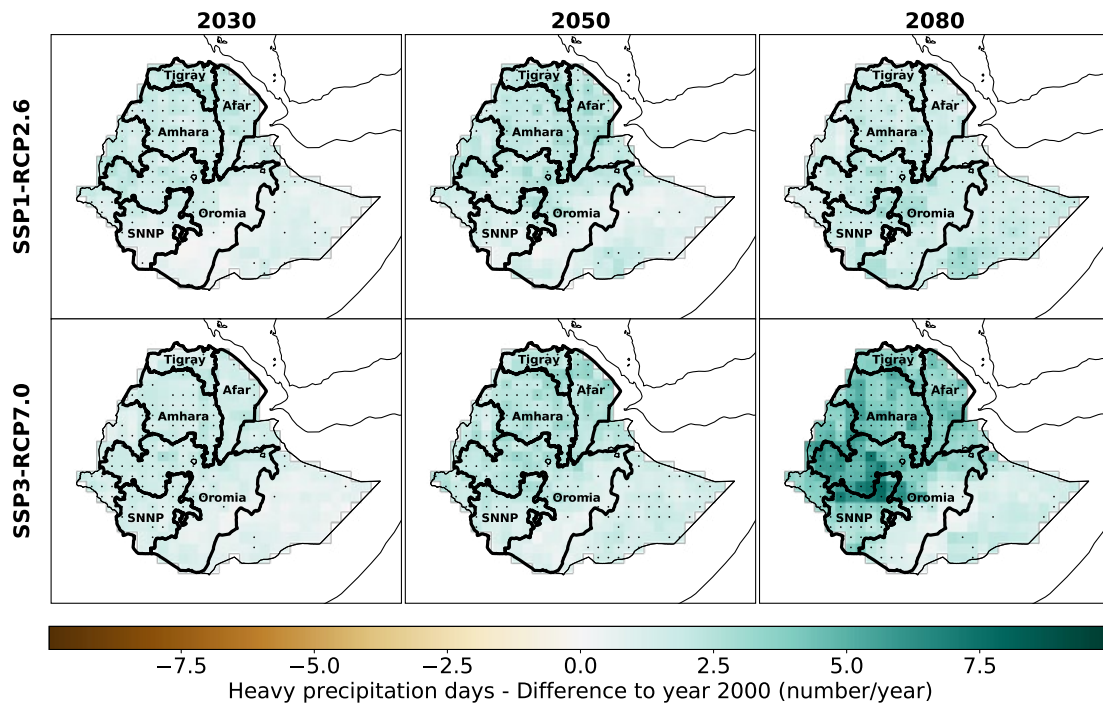 2030 2050 2080
SSP1-RCP2.6
Tigray Afar Amhara Oromia SNNP
Tigray Afar Amhara Oromia SNNP
Tigray Afar Amhara Oromia SNNP
SSP3-RCP7.0
Tigray Afar Amhara Oromia SNNP
Tigray Afar Amhara Oromia SNNP
Tigray Afar Amhara Oromia SNNP
−7.5 −5.0 −2.5 0.0 2.5 5.0 7.5
Heavy precipitation days - Difference to year 2000 (number/year)